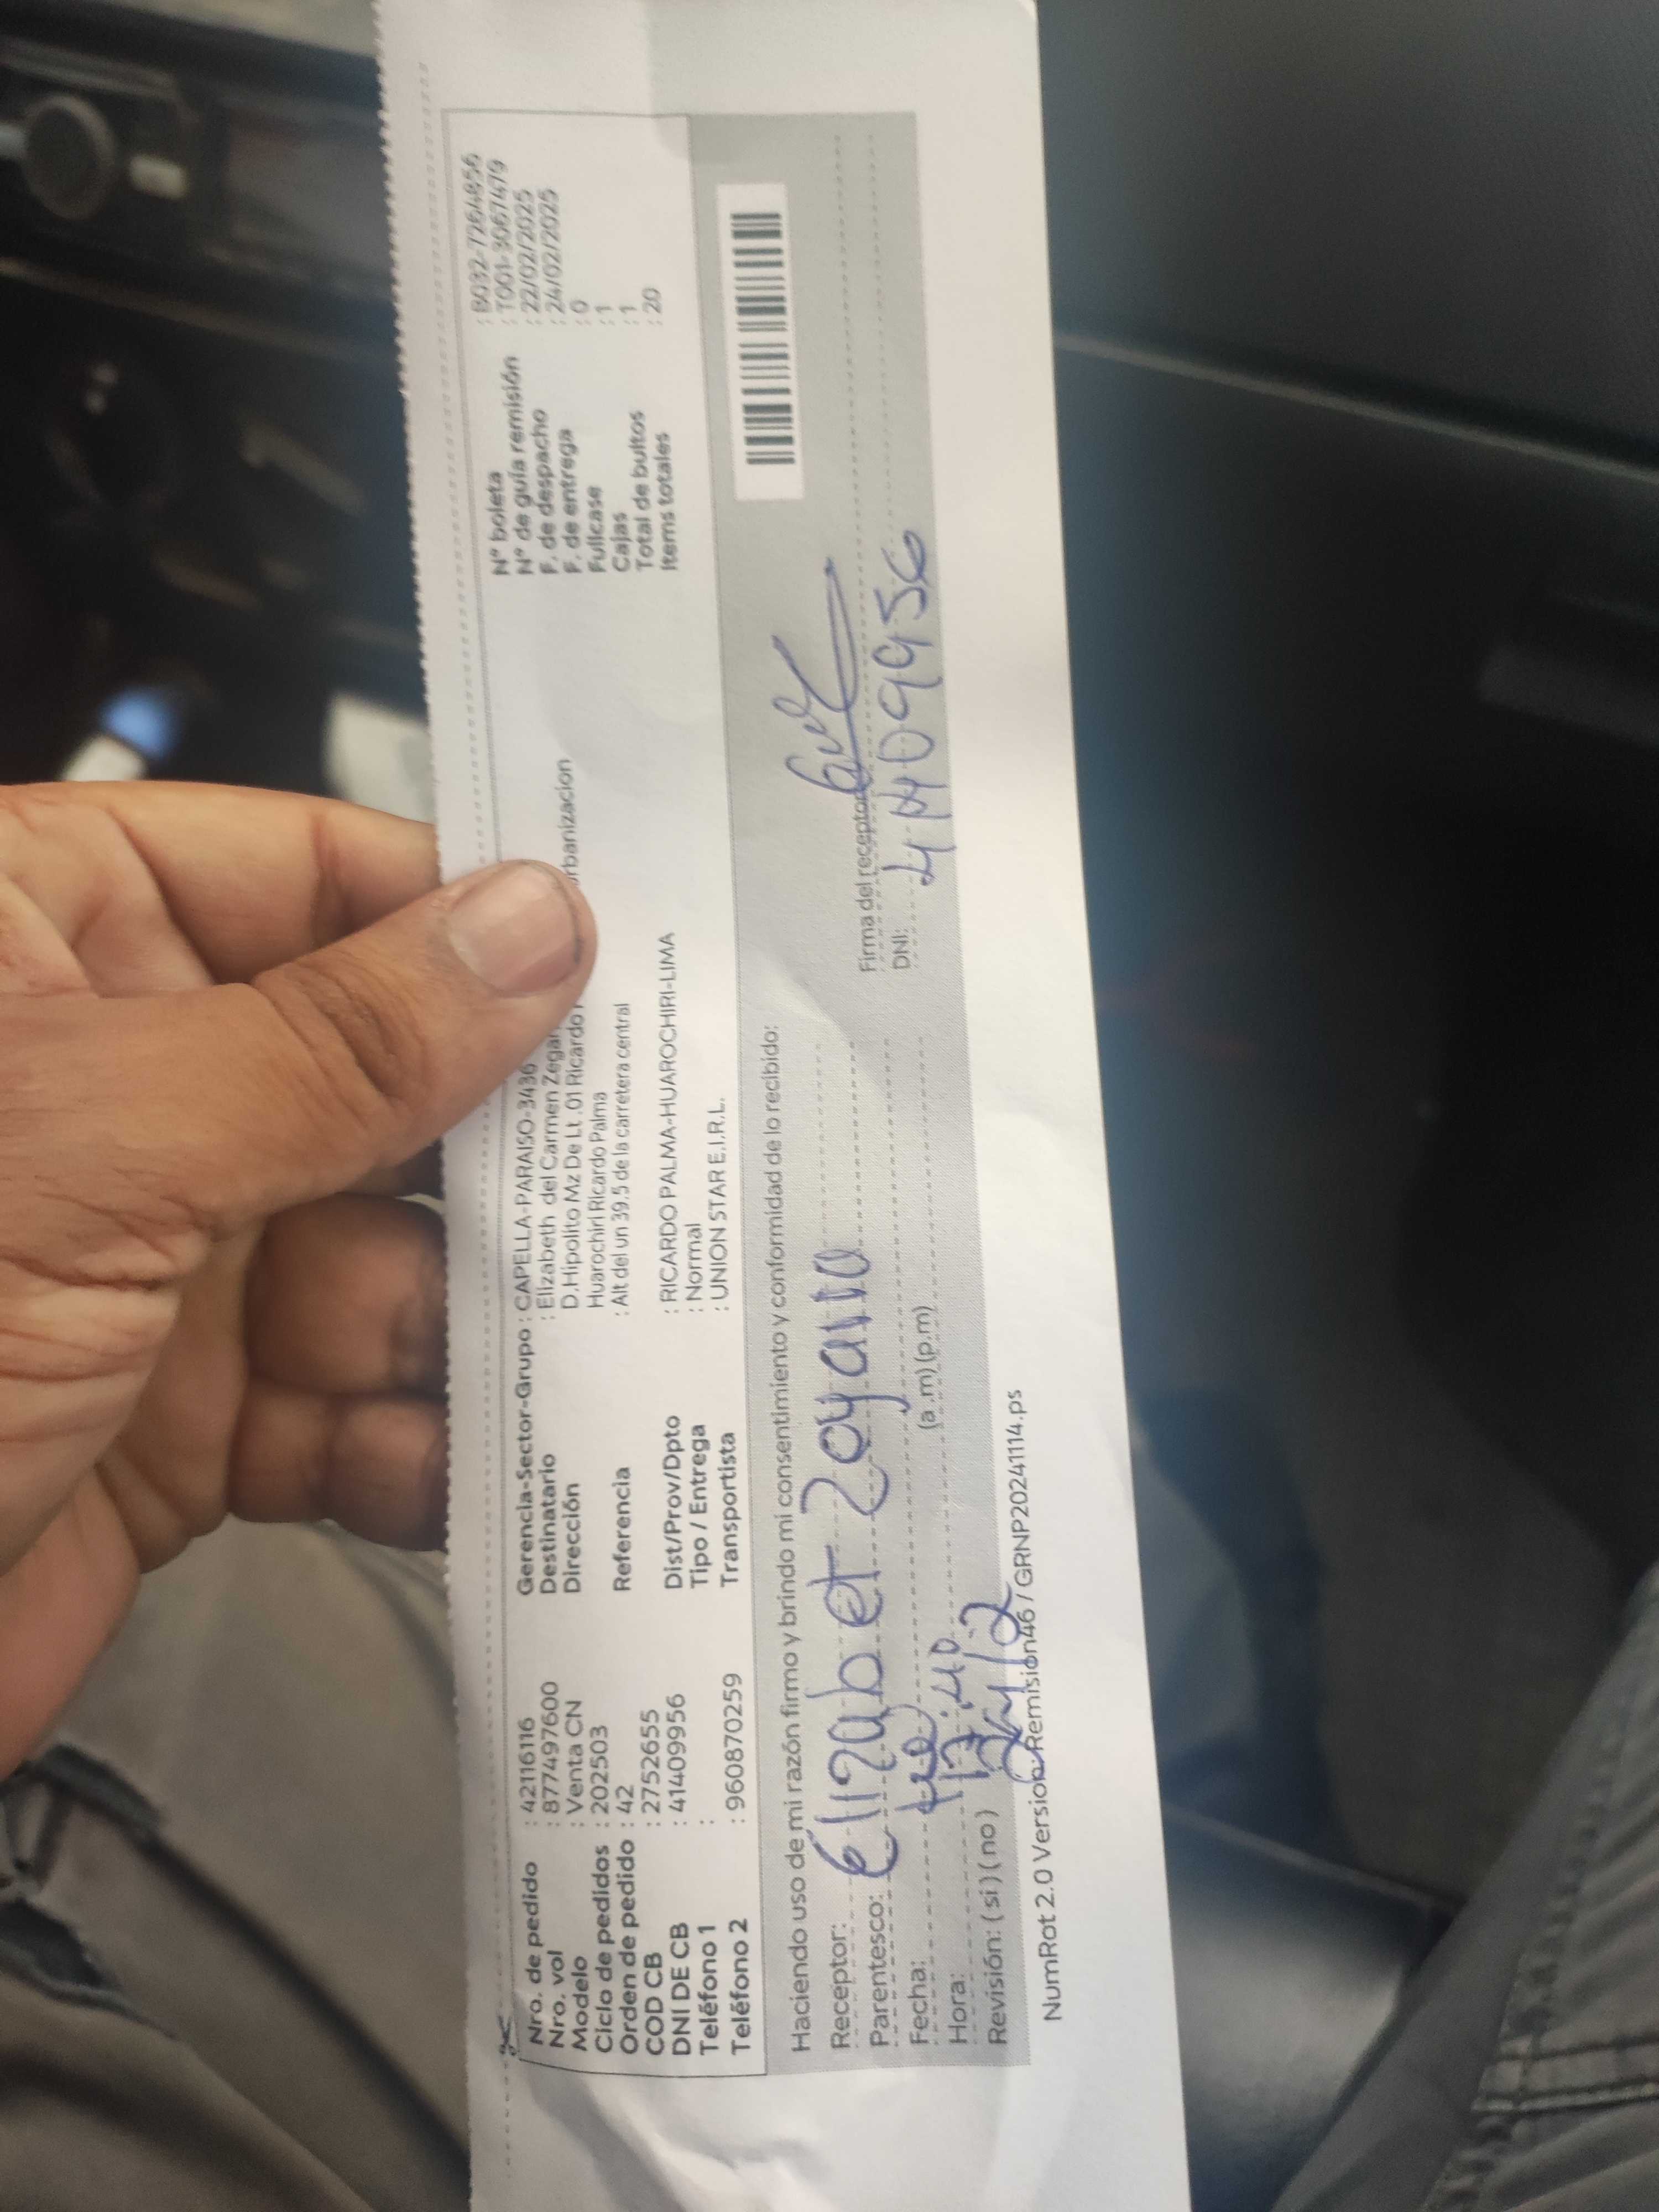 Nro. de pedido : 42116116
Nro. vol : 877497600
Modelo : Venta CN
Ciclo de pedidos : 202503
Orden de pedido : 42
COD CB : 2752655
DNI DE CB : 41409956
Teléfono 1 :
Teléfono 2 : 960870259
Gerencia-Sector-Grupo : CAPELLA-PARAISO-3436
Destinatario : Elizabeth del Carmen Zegar
Dirección D.Hipolito Mz De Lt .01 Ricardo rbanizacion
Huarochiri Ricardo Palma
Referencia : Alt del un 39.5 de la carretera central
Dist/Prov/Dpto : RICARDO PALMA-HUAROCHIRI-LIMA
Tipo / Entrega : Normal
Transportista : UNION STAR E.I.R.L.
N° boleta : B032-7264856
N° de guía remisión : T001-3067479
F. de despacho : 22/02/2025
F. de entrega : 24/02/2025
Fullcase : 0
Cajas : 1
Total de bultos : 1
Items totales : 20
Haciendo uso de mi razón firmo y brindo mi consentimiento y conformidad de lo recibido:
Receptor: Elizabet
Parentesco:
Fecha:
Hora: 17:40
Revisión: ( si ) ( no ) 24/2
(a .m) (p.m)
Firma del receptor
DNI: 41409956
NumRot 2.0 Version: Remision46 / GRNP20241114.ps